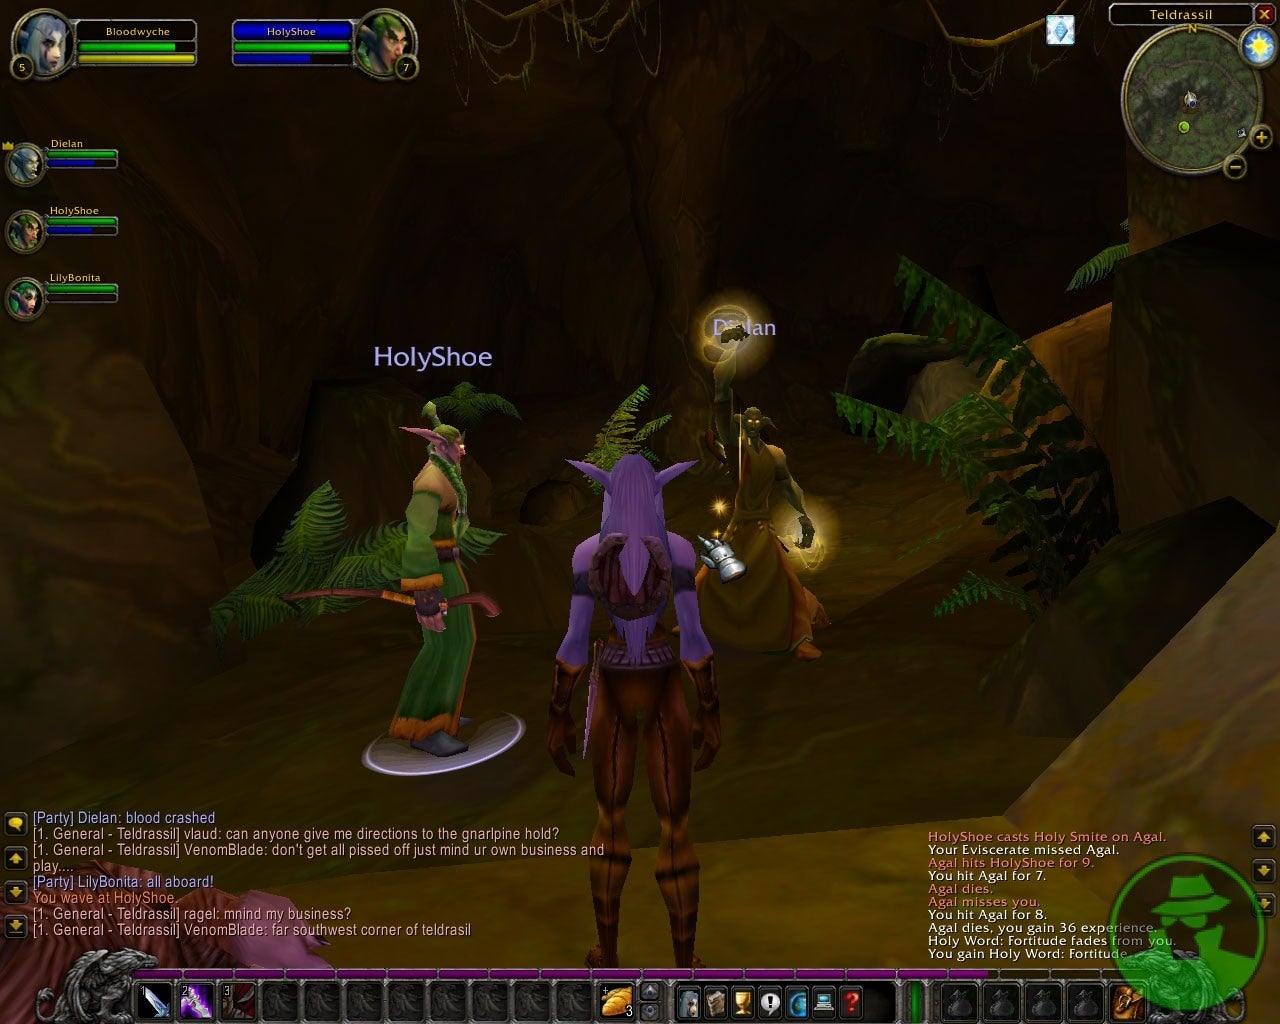 Bloodwyche
5
HolyShoe
7
Teldrassil
N
Dielan
HolyShoe
LilyBonita
HolyShoe
[Party] Dielan: blood crashed
[1. General - Teldrassil] vlaud: can anyone give me directions to the gnarlpine hold?
[1. General - Teldrassil] VenomBlade: don't get all pissed off just mind ur own business and
play....
[Party] LilyBonita: all aboard!
You wave at HolyShoe.
[1. General - Teldrassil] ragel: mnind my business?
[1. General - Teldrassil] VenomBlade: far southwest corner of teldrasil
HolyShoe casts Holy Smite on Agal.
Your Eviscerate missed Agal.
Agal hits HolyShoe for 9.
You hit Agal for 7.
Agal dies.
Agal misses you.
You hit Agal for 8.
Agal dies, you gain 36 experience.
Holy Word: Fortitude fades from you.
You gain Holy Word: Fortitude.
1 2 3
3